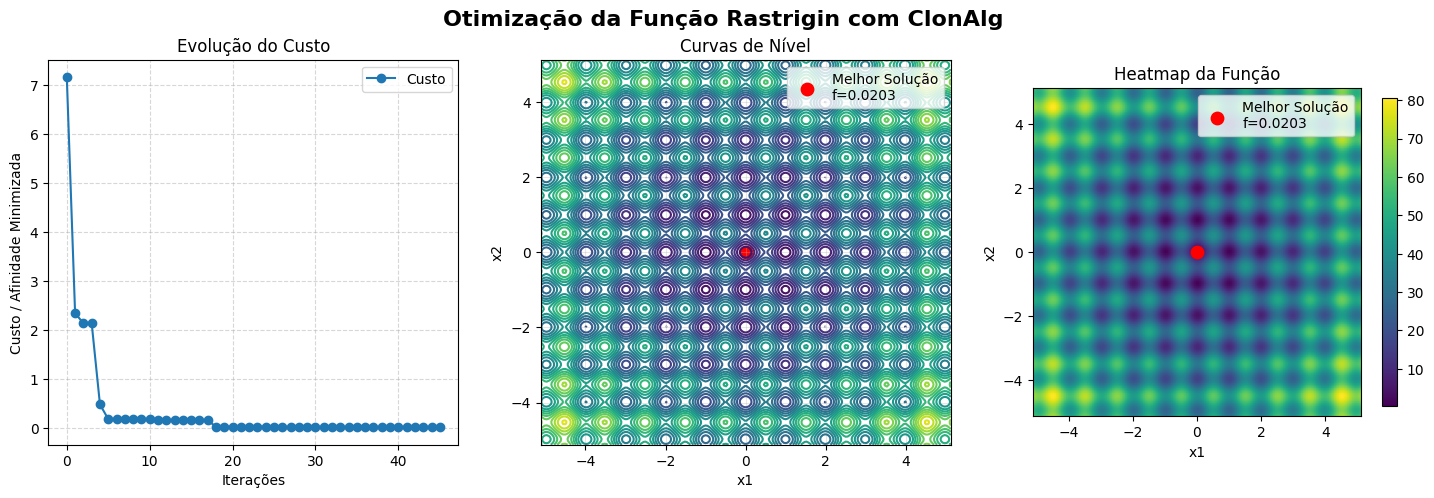 Otimização da Função Rastrigin com ClonAlg
Evolução do Custo
Custo
Custo / Afinidade Minimizada
7
6
5
4
3
2
1
0
0 10 20 30 40
Iterações
Curvas de Nível
Melhor Solução
f=0.0203
x2
4
2
0
−2
−4
−4 −2 0 2 4
x1
Heatmap da Função
Melhor Solução
f=0.0203
x2
4
2
0
−2
−4
−4 −2 0 2 4
x1
80
70
60
50
40
30
20
10